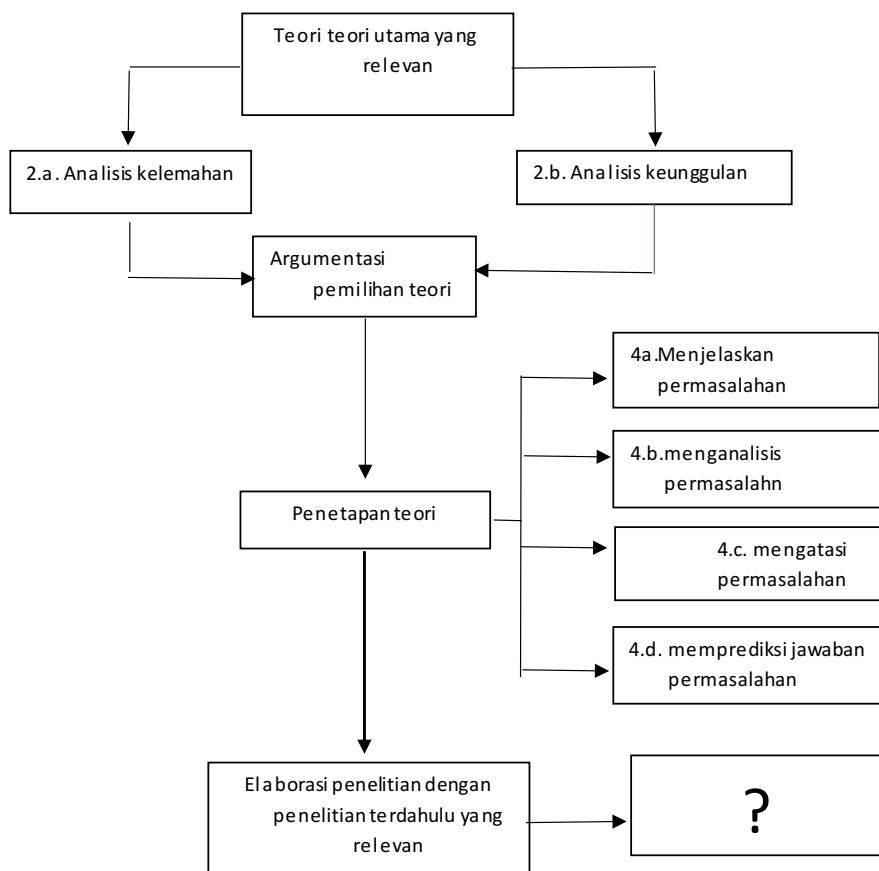 Teori teori utama yang
relevan
2.a. Analisis kelemahan
2.b. Analisis keunggulan
Argumentasi
pemilihan teori
4a.Menjelaskan
permasalahan
4.b.menganalisis
permasalahn
Penetapan teori
4.c. mengatasi
permasalahan
4.d. memprediksi jawaban
permasalahan
Elaborasi penelitian dengan
penelitian terdahulu yang
relevan
?